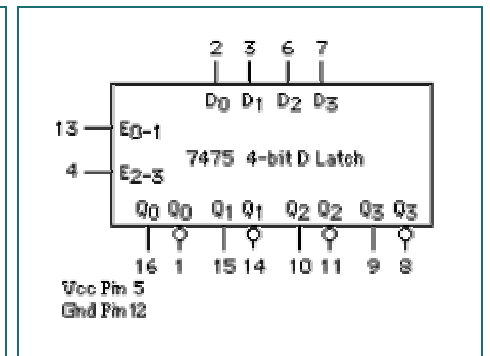 2 3 6 7
D0 D1 D2 D3
13 E0-1
7475 4-bit D Latch
4 E2-3
Q0 Q0 Q1 Q1 Q2 Q2 Q3 Q3
16 1 15 14 10 11 9 8
Vcc Pin 5
Gnd Pin 12